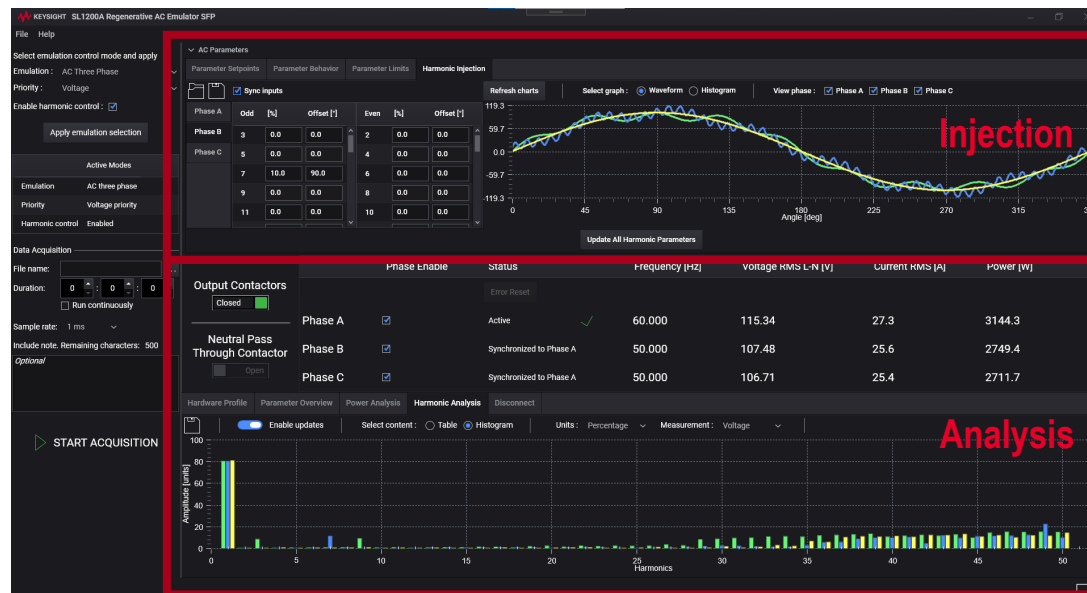 KEYSIGHT SL1200A Regenerative AC Emulator SFP
File Help
Select emulation control mode and apply
Emulation : AC Three Phase
Priority : Voltage
Enable harmonic control :
Apply emulation selection
Active Modes
Emulation AC three phase
Priority Voltage priority
Harmonic control Enabled
Data Acquisition
File name:
Duration: 0 : 0 : 0
Run continuously
Sample rate: 1 ms
Include note. Remaining characters: 500
Optional
START ACQUISITION
AC Parameters
Parameter Setpoints Parameter Behavior Parameter Limits Harmonic Injection
Sync inputs
Refresh charts Select graph : Waveform Histogram View phase : Phase A Phase B Phase C
Phase A
Phase B
Phase C
Odd [%] Offset [°] Even [%] Offset [°]
3 0.0 0.0 2 0.0 0.0
5 0.0 0.0 4 0.0 0.0
7 10.0 90.0 6 0.0 0.0
9 0.0 0.0 8 0.0 0.0
11 0.0 0.0 10 0.0 0.0
119.3
59.7
0.0
-59.7
-119.3
0 45 90 135 180 225 270 315
Angle [deg]
Injection
Update All Harmonic Parameters
Phase Enable Status Frequency [Hz] Voltage RMS L-N [V] Current RMS [A] Power [W]
Output Contactors
Closed
Error Reset
Neutral Pass
Through Contactor
Open
Phase A Active 60.000 115.34 27.3 3144.3
Phase B Synchronized to Phase A 50.000 107.48 25.6 2749.4
Phase C Synchronized to Phase A 50.000 106.71 25.4 2711.7
Hardware Profile Parameter Overview Power Analysis Harmonic Analysis Disconnect
Enable updates Select content : Table Histogram Units : Percentage Measurement : Voltage
Analysis
Amplitude [units]
100
80
60
40
20
0
0 5 10 15 20 25 30 35 40 45 50
Harmonics